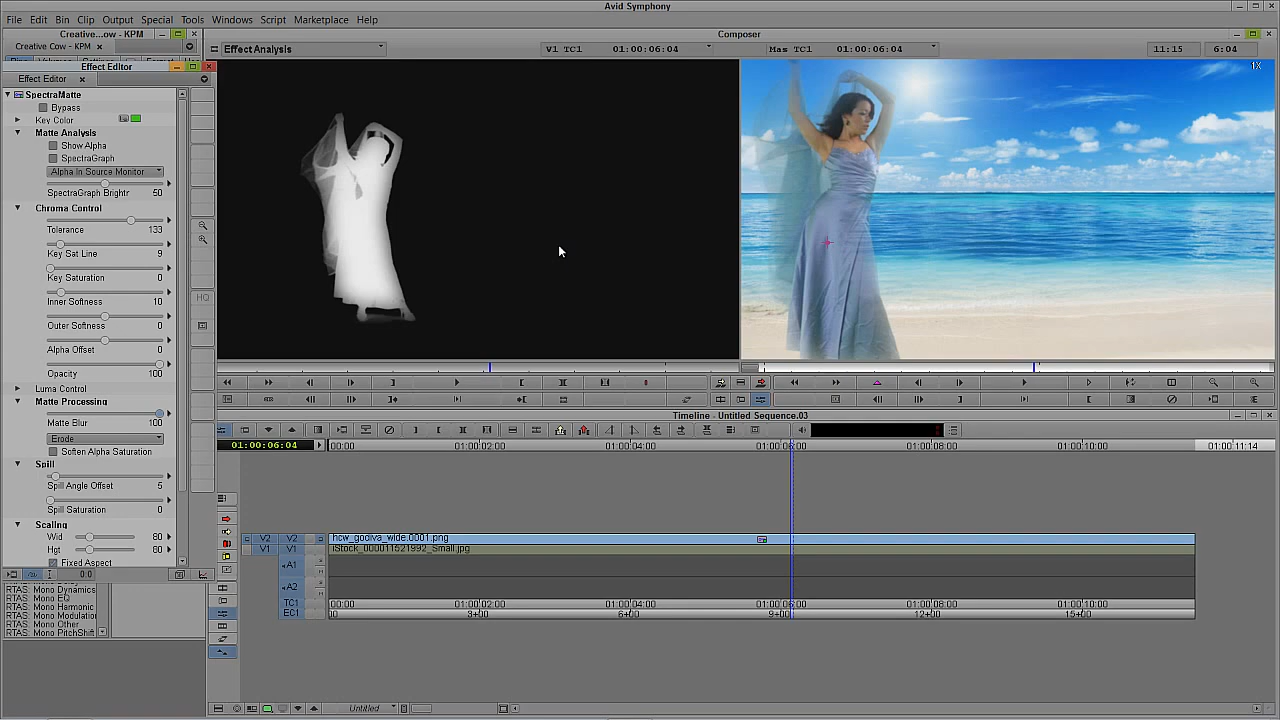 Avid Symphony
File Edit Bin Clip Output Special Tools Windows Script Marketplace Help
Creative...ow - KPM
Composer
Creative Cow - KPM
Effect Analysis
V1 TC1 01:00:06:04
Mas TC1 01:00:06:04
11:15 6:04
Effect Editor
Effect Editor
1X
SpectraMatte
Bypass
Key Color
Matte Analysis
Show Alpha
SpectraGraph
Alpha In Source Monitor
SpectraGraph Brightr 50
Chroma Control
Tolerance 133
Key Sat Line 9
Key Saturation 0
Inner Softness 10
Outer Softness 0
Alpha Offset 0
Opacity 100
Luma Control
Matte Processing
Matte Blur 100
Erode
Soften Alpha Saturation
Spill
Spill Angle Offset 5
Spill Saturation 0
Scaling
Wid 80
Hgt 80
Fixed Aspect
0:0
HQ
Timeline - Untitled Sequence.03
01:00:06:04
00:00 01:00:02:00 01:00:04:00 01:00:06:00 01:00:08:00 01:00:10:00 01:00:11:14
V2 V2 hcw_godiva_wide.0001.png
V1 V1 iStock_000011521992_Small.jpg
A1
A2
TC1 00:00 01:00:02:00 01:00:04:00 01:00:06:00 01:00:08:00 01:00:10:00
EC1 3+00 6+00 9+00 12+00 15+00
RTAS: Mono Dynamics
RTAS: Mono EQ
RTAS: Mono Harmonic
RTAS: Mono Modulati
RTAS: Mono Other
RTAS: Mono PitchShift
Untitled